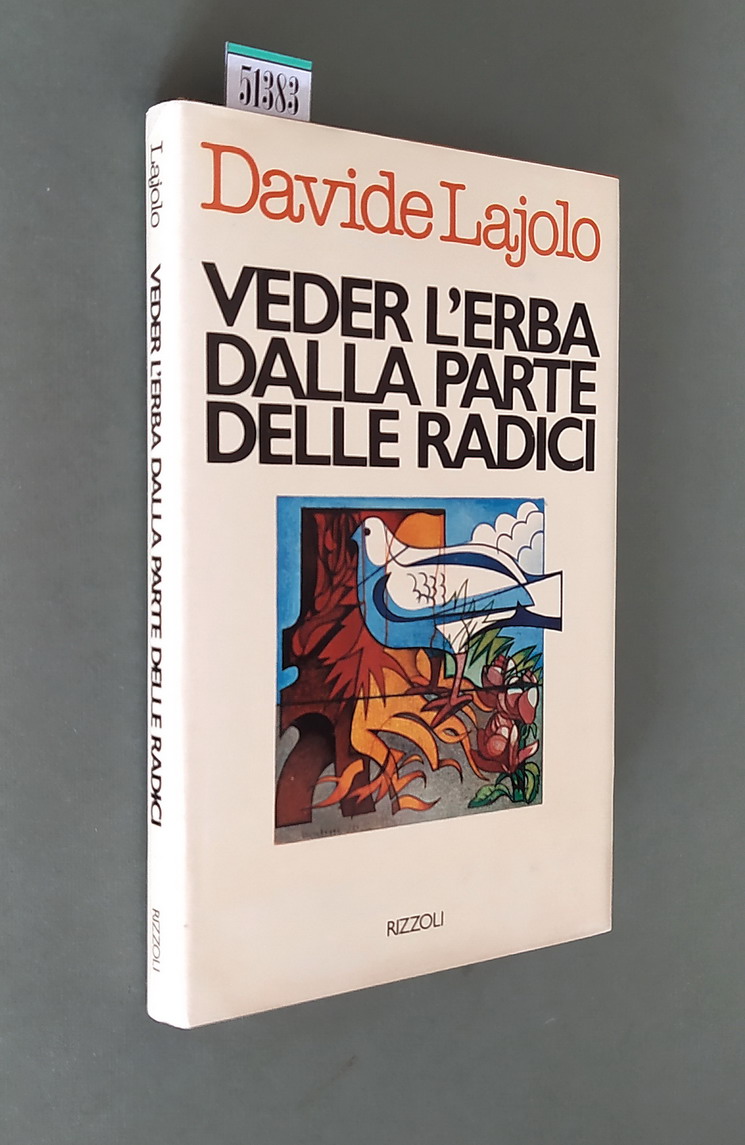 51383
Davide Lajolo
VEDER L'ERBA
DALLA PARTE
DELLE RADICI
RIZZOLI
Lajolo VEDER L'ERBA DALLA PARTE DELLE RADICI RIZZOLI